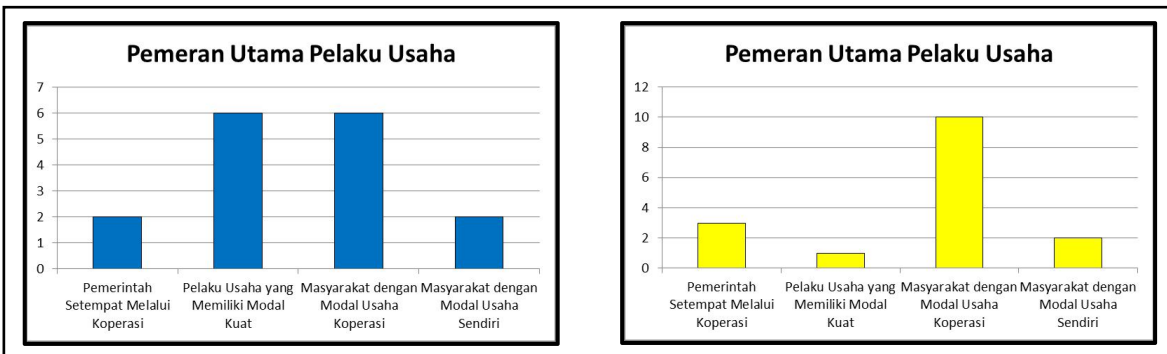 Pemeran Utama Pelaku Usaha
7
6
5
4
3
2
1
0
Pemerintah Setempat Melalui Koperasi
Pelaku Usaha yang Memiliki Modal Kuat
Masyarakat dengan Modal Usaha Koperasi
Masyarakat dengan Modal Usaha Sendiri
Pemeran Utama Pelaku Usaha
12
10
8
6
4
2
0
Pemerintah Setempat Melalui Koperasi
Pelaku Usaha yang Memiliki Modal Kuat
Masyarakat dengan Modal Usaha Koperasi
Masyarakat dengan Modal Usaha Sendiri